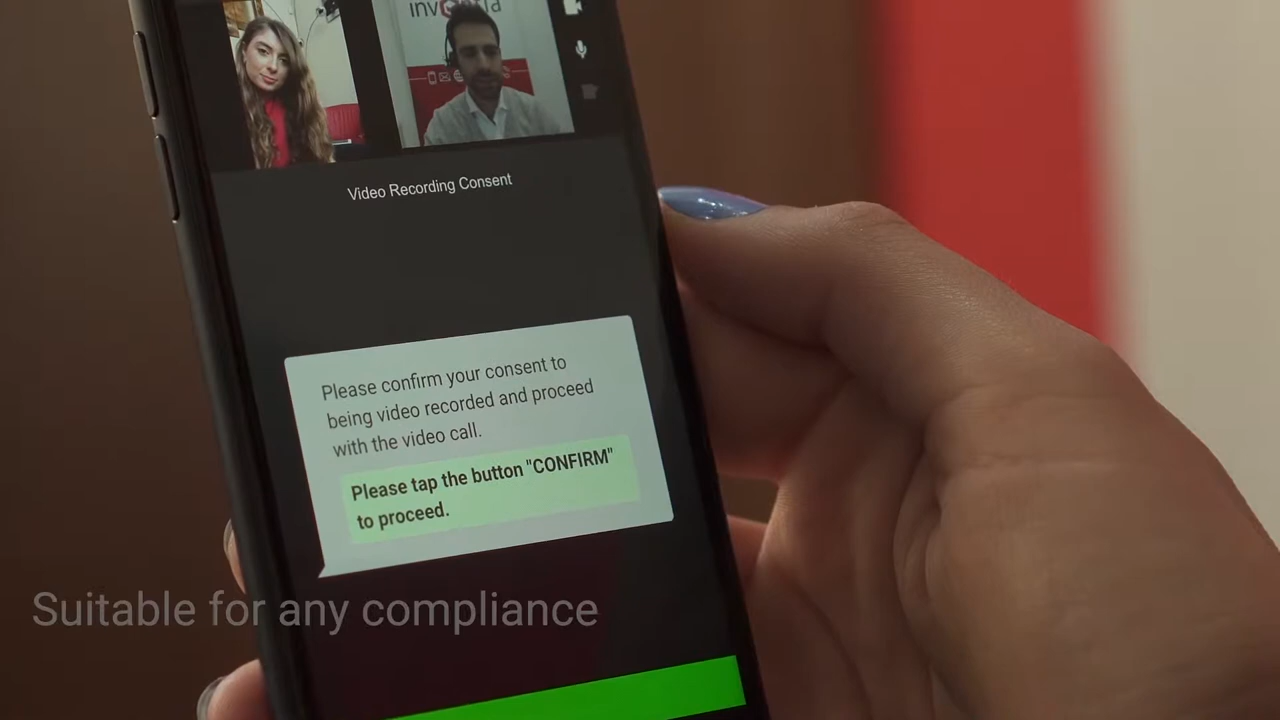 Video Recording Consent
Please confirm your consent to
being video recorded and proceed
with the video call.
Please tap the button "CONFIRM"
to proceed.
Suitable for any compliance